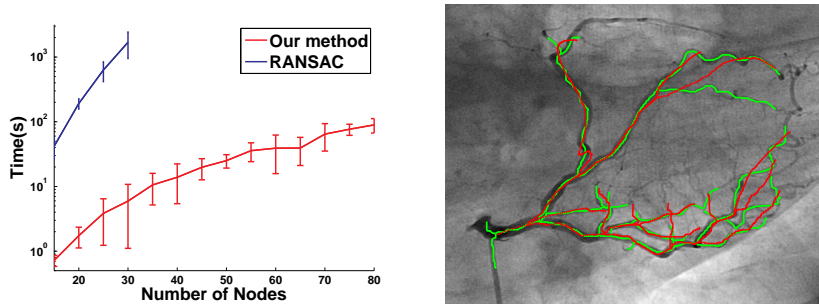 10³
10²
10¹
10⁰
Time(s)
Our method
RANSAC
20 30 40 50 60 70 80
Number of Nodes